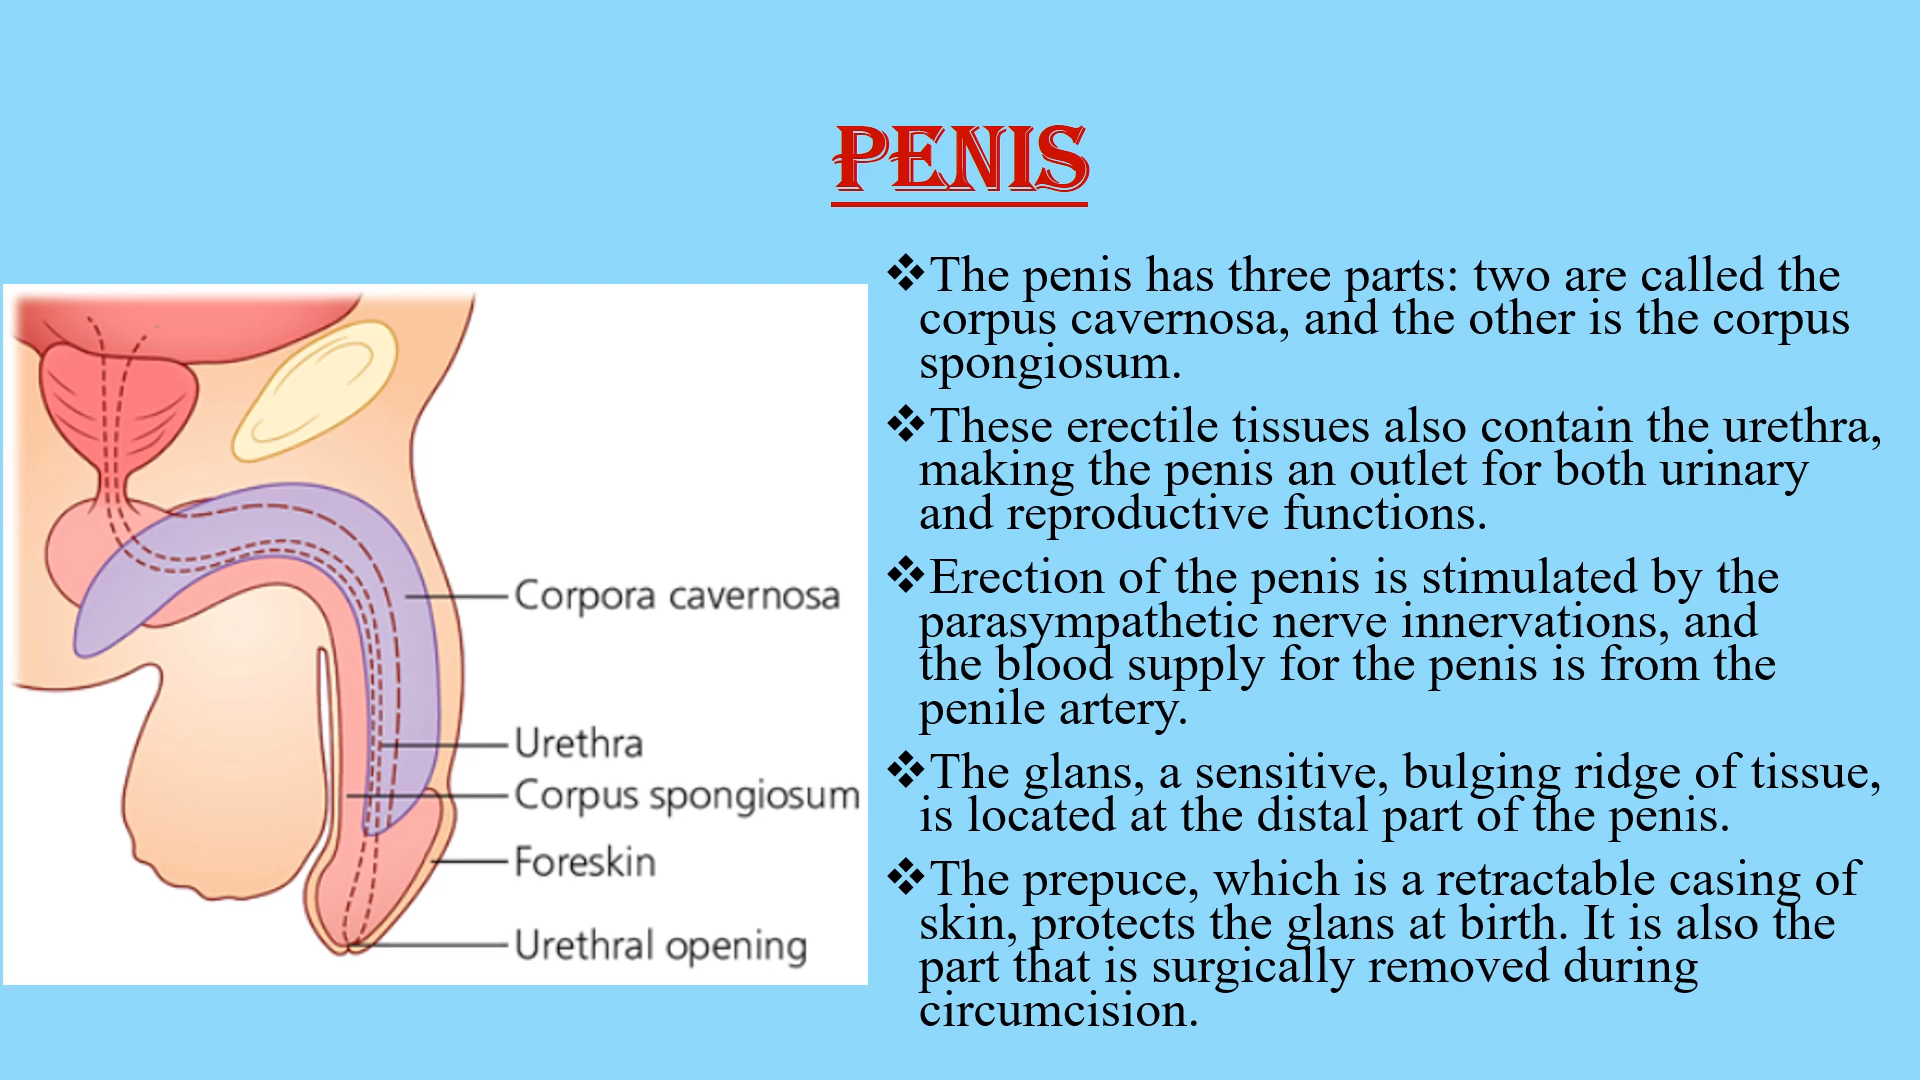 PENIS
❖The penis has three parts: two are called the
corpus cavernosa, and the other is the corpus
spongiosum.
❖These erectile tissues also contain the urethra,
making the penis an outlet for both urinary
and reproductive functions.
❖Erection of the penis is stimulated by the
parasympathetic nerve innervations, and
the blood supply for the penis is from the
penile artery.
❖The glans, a sensitive, bulging ridge of tissue,
is located at the distal part of the penis.
❖The prepuce, which is a retractable casing of
skin, protects the glans at birth. It is also the
part that is surgically removed during
circumcision.
Corpora cavernosa
Urethra
Corpus spongiosum
Foreskin
Urethral opening